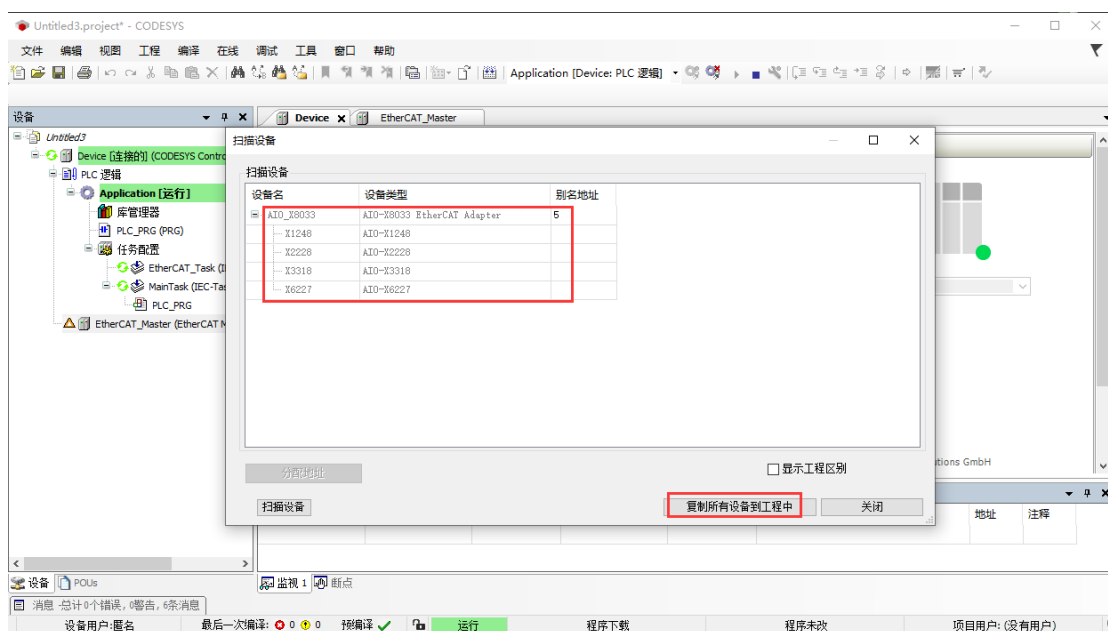 Untitled3.project* - CODESYS
文件 编辑 视图 工程 编译 在线 调试 工具 窗口 帮助
Application [Device: PLC 逻辑]
设备
Device EtherCAT_Master
Untitled3
Device [连接的] (CODESYS Contro
PLC 逻辑
Application [运行]
库管理器
PLC_PRG (PRG)
任务配置
EtherCAT_Task (I
MainTask (IEC-Tas
PLC_PRG
EtherCAT_Master (EtherCAT M
扫描设备
扫描设备
设备名 设备类型 别名地址
AIO_X8033 AIO-X8033 EtherCAT Adapter 5
X1248 AIO-X1248
X2228 AIO-X2228
X3318 AIO-X3318
X6227 AIO-X6227
分配地址 显示工程区别
扫描设备 复制所有设备到工程中 关闭
tions GmbH
地址 注释
设备 POUs
监视 1 断点
消息 -总计0个错误, 0警告, 6条消息
设备用户:匿名 最后一次编译: 0 0 预编译 运行 程序下载 程序未改 项目用户: (没有用户)